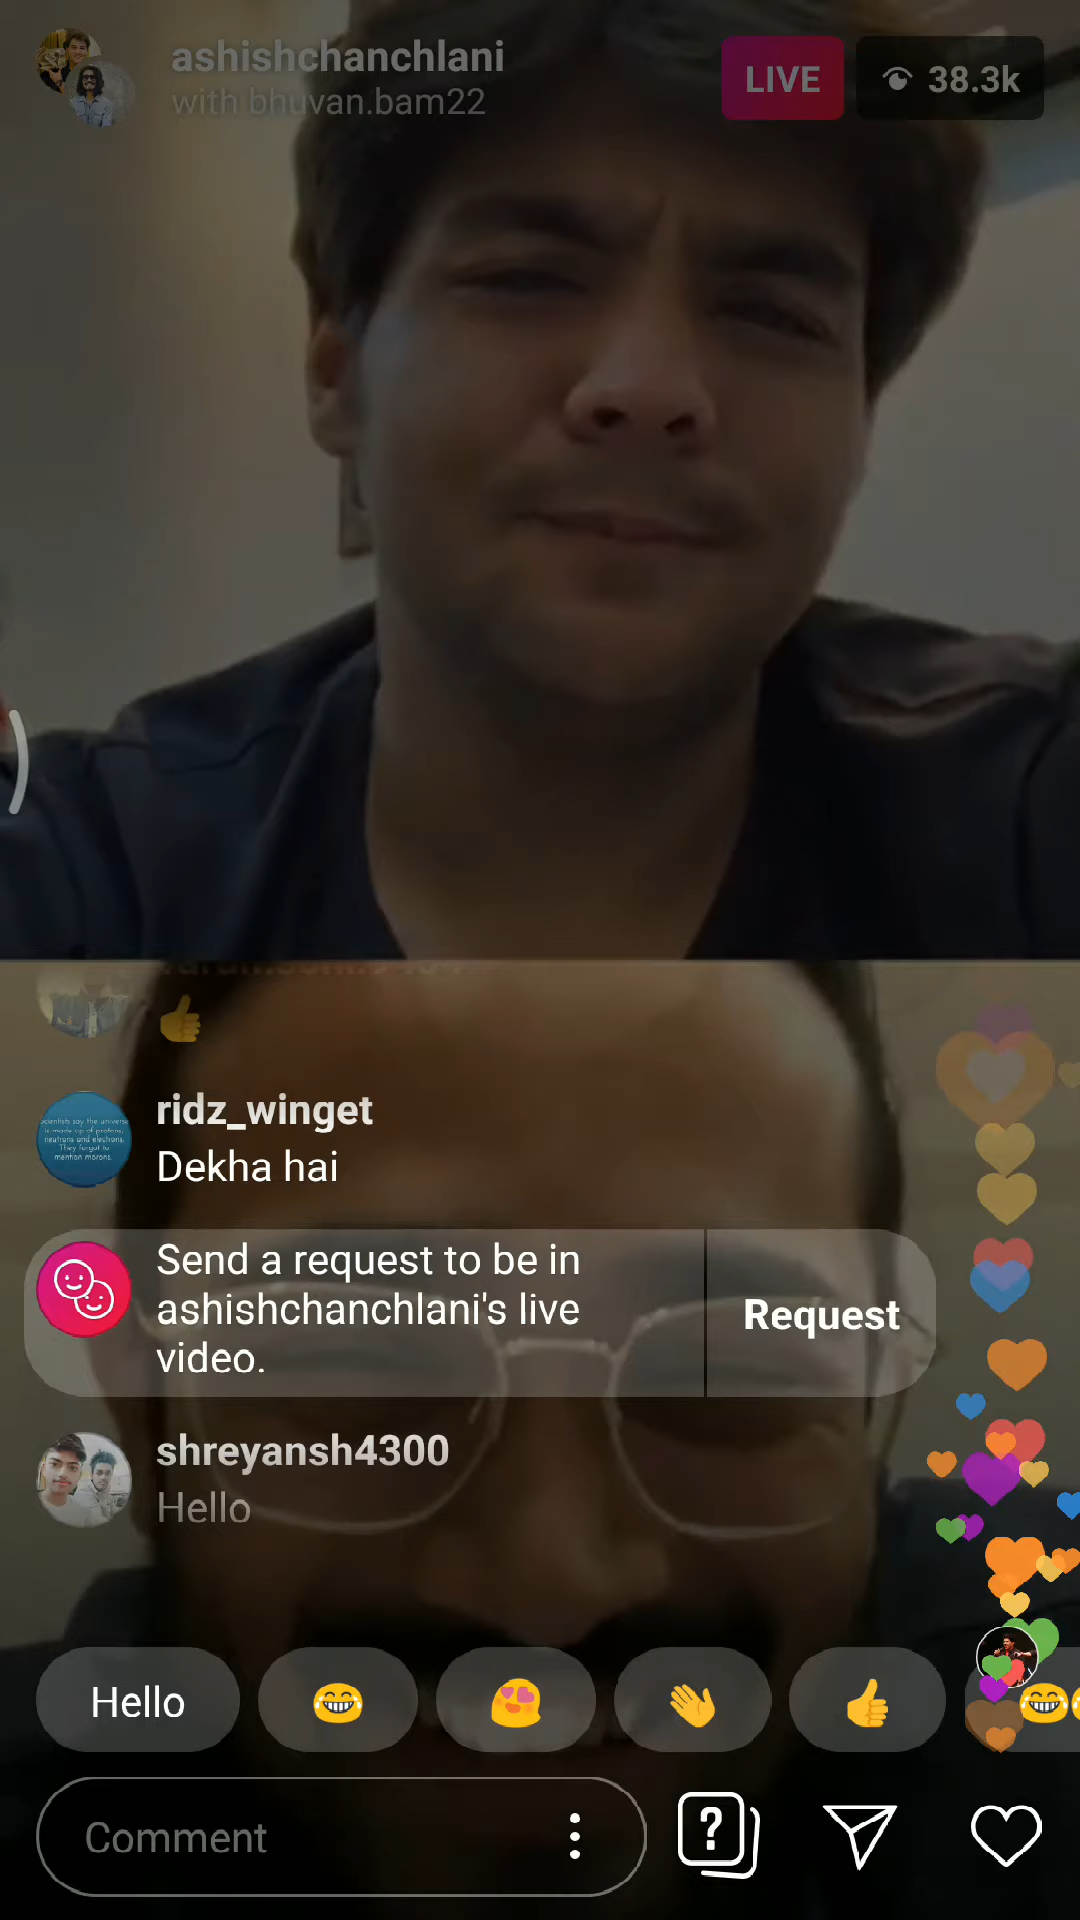 ashishchanchlani
with bhuvan.bam22
LIVE
38.3k
ridz_winget
Dekha hai
Send a request to be in
ashishchanchlani's live
video.
Request
shreyansh4300
Hello
Hello
Comment